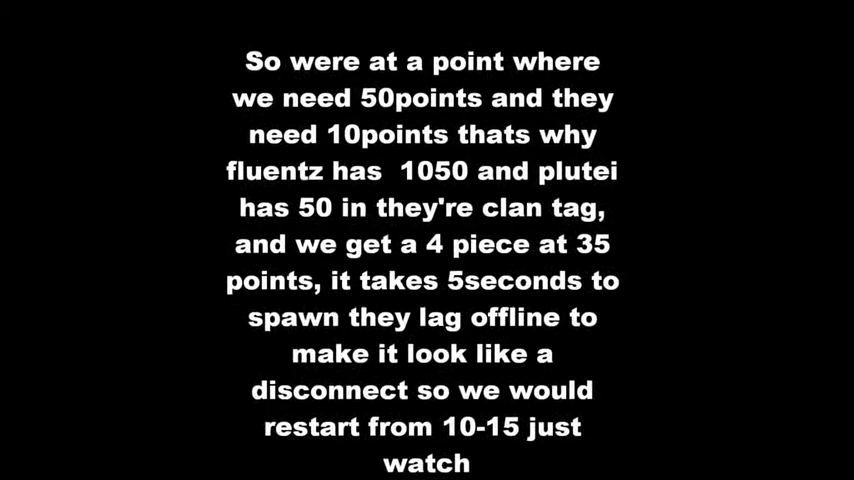 So were at a point where
we need 50points and they
need 10points thats why
fluentz has  1050 and plutei
has 50 in they're clan tag,
and we get a 4 piece at 35
points, it takes 5seconds to
spawn they lag offline to
make it look like a
disconnect so we would
restart from 10-15 just
watch